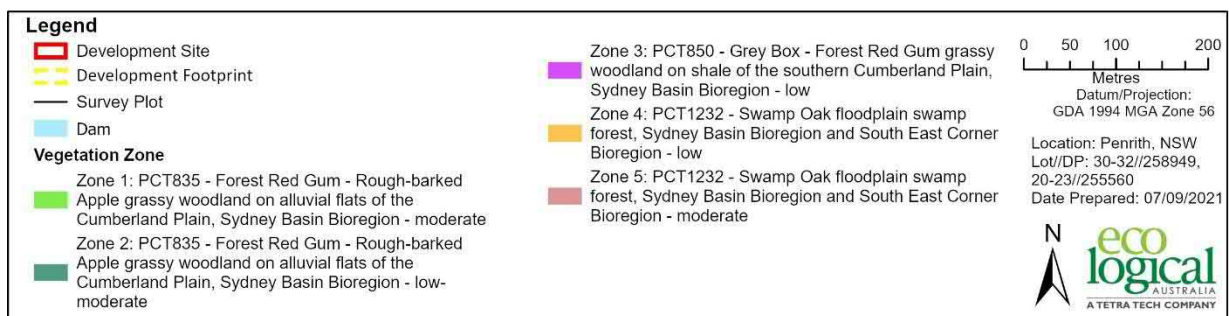 Legend
Development Site
Development Footprint
Survey Plot
Dam
Vegetation Zone
Zone 1: PCT835 - Forest Red Gum - Rough-barked
Apple grassy woodland on alluvial flats of the
Cumberland Plain, Sydney Basin Bioregion - moderate
Zone 2: PCT835 - Forest Red Gum - Rough-barked
Apple grassy woodland on alluvial flats of the
Cumberland Plain, Sydney Basin Bioregion - low-
moderate
Zone 3: PCT850 - Grey Box - Forest Red Gum grassy
woodland on shale of the southern Cumberland Plain,
Sydney Basin Bioregion - low
Zone 4: PCT1232 - Swamp Oak floodplain swamp
forest, Sydney Basin Bioregion and South East Corner
Bioregion - low
Zone 5: PCT1232 - Swamp Oak floodplain swamp
forest, Sydney Basin Bioregion and South East Corner
Bioregion - moderate
0 50 100 200
Metres
Datum/Projection:
GDA 1994 MGA Zone 56
Location: Penrith, NSW
Lot//DP: 30-32//258949,
20-23//255560
Date Prepared: 07/09/2021
N
eco
logical
AUSTRALIA
A TETRA TECH COMPANY